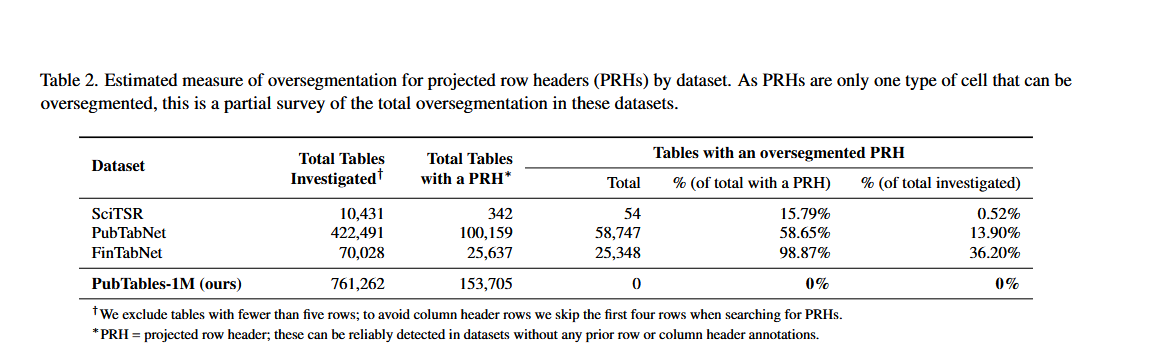 Table 2. Estimated measure of oversegmentation for projected row headers (PRHs) by dataset. As PRHs are only one type of cell that can be
oversegmented, this is a partial survey of the total oversegmentation in these datasets.
Dataset Total Tables Investigated† Total Tables with a PRH* Tables with an oversegmented PRH
Total % (of total with a PRH) % (of total investigated)
SciTSR 10,431 342 54 15.79% 0.52%
PubTabNet 422,491 100,159 58,747 58.65% 13.90%
FinTabNet 70,028 25,637 25,348 98.87% 36.20%
PubTables-1M (ours) 761,262 153,705 0 0% 0%
†We exclude tables with fewer than five rows; to avoid column header rows we skip the first four rows when searching for PRHs.
*PRH = projected row header; these can be reliably detected in datasets without any prior row or column header annotations.